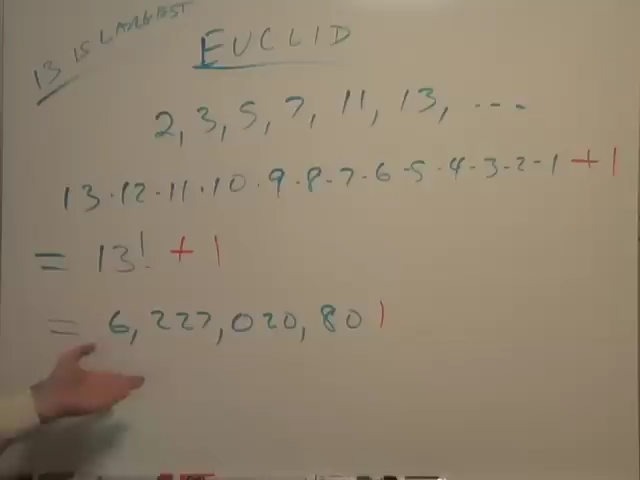 13 IS LARGEST
EUCLID
2, 3, 5, 7, 11, 13, ...
13·12·11·10·9·8·7·6·5·4·3·2·1 + 1
= 13! + 1
= 6,227,020,801